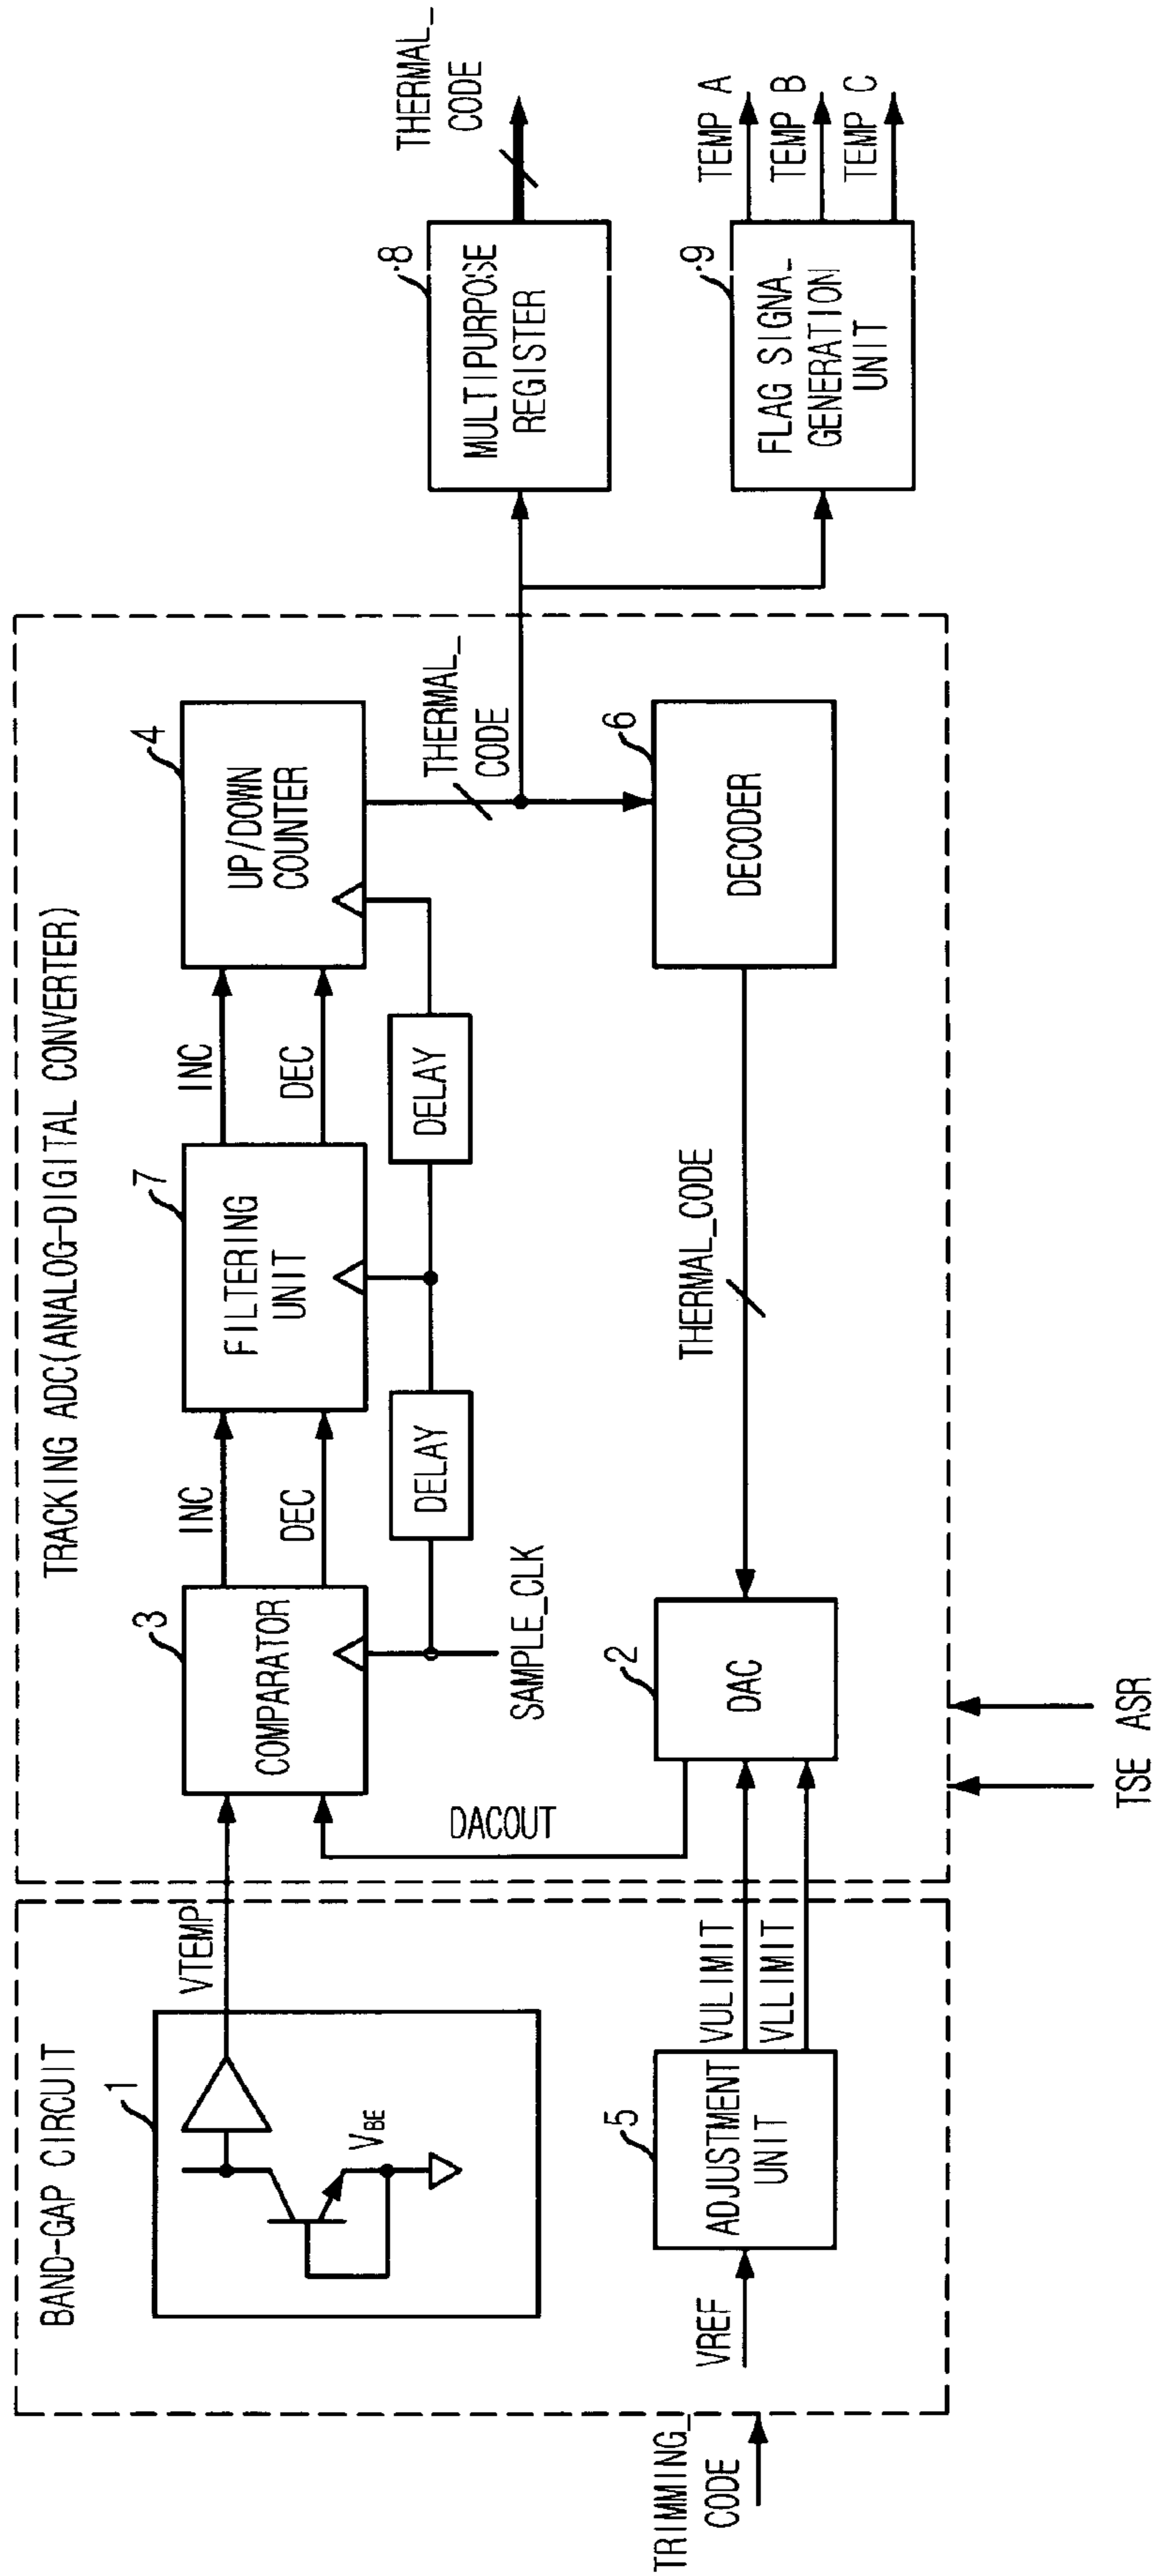 BAND-GAP CIRCUIT
1
VBE
VTEMP
TRIMMING_
CODE
VREF
5
ADJUSTMENT
UNIT
VULIMIT
VLLIMIT
TRACKING ADC(ANALOG-DIGITAL CONVERTER)
3
COMPARATOR
INC
DEC
7
FILTERING
UNIT
INC
DEC
4
UP/DOWN
COUNTER
DELAY
DELAY
SAMPLE_CLK
DACOUT
2
DAC
THERMAL_CODE
6
DECODER
THERMAL_
CODE
TSE
ASR
8
MULTIPURPOSE
REGISTER
THERMAL_
CODE
9
FLAG SIGNA_
GENERATION
UNIT
TEMP A
TEMP B
TEMP C